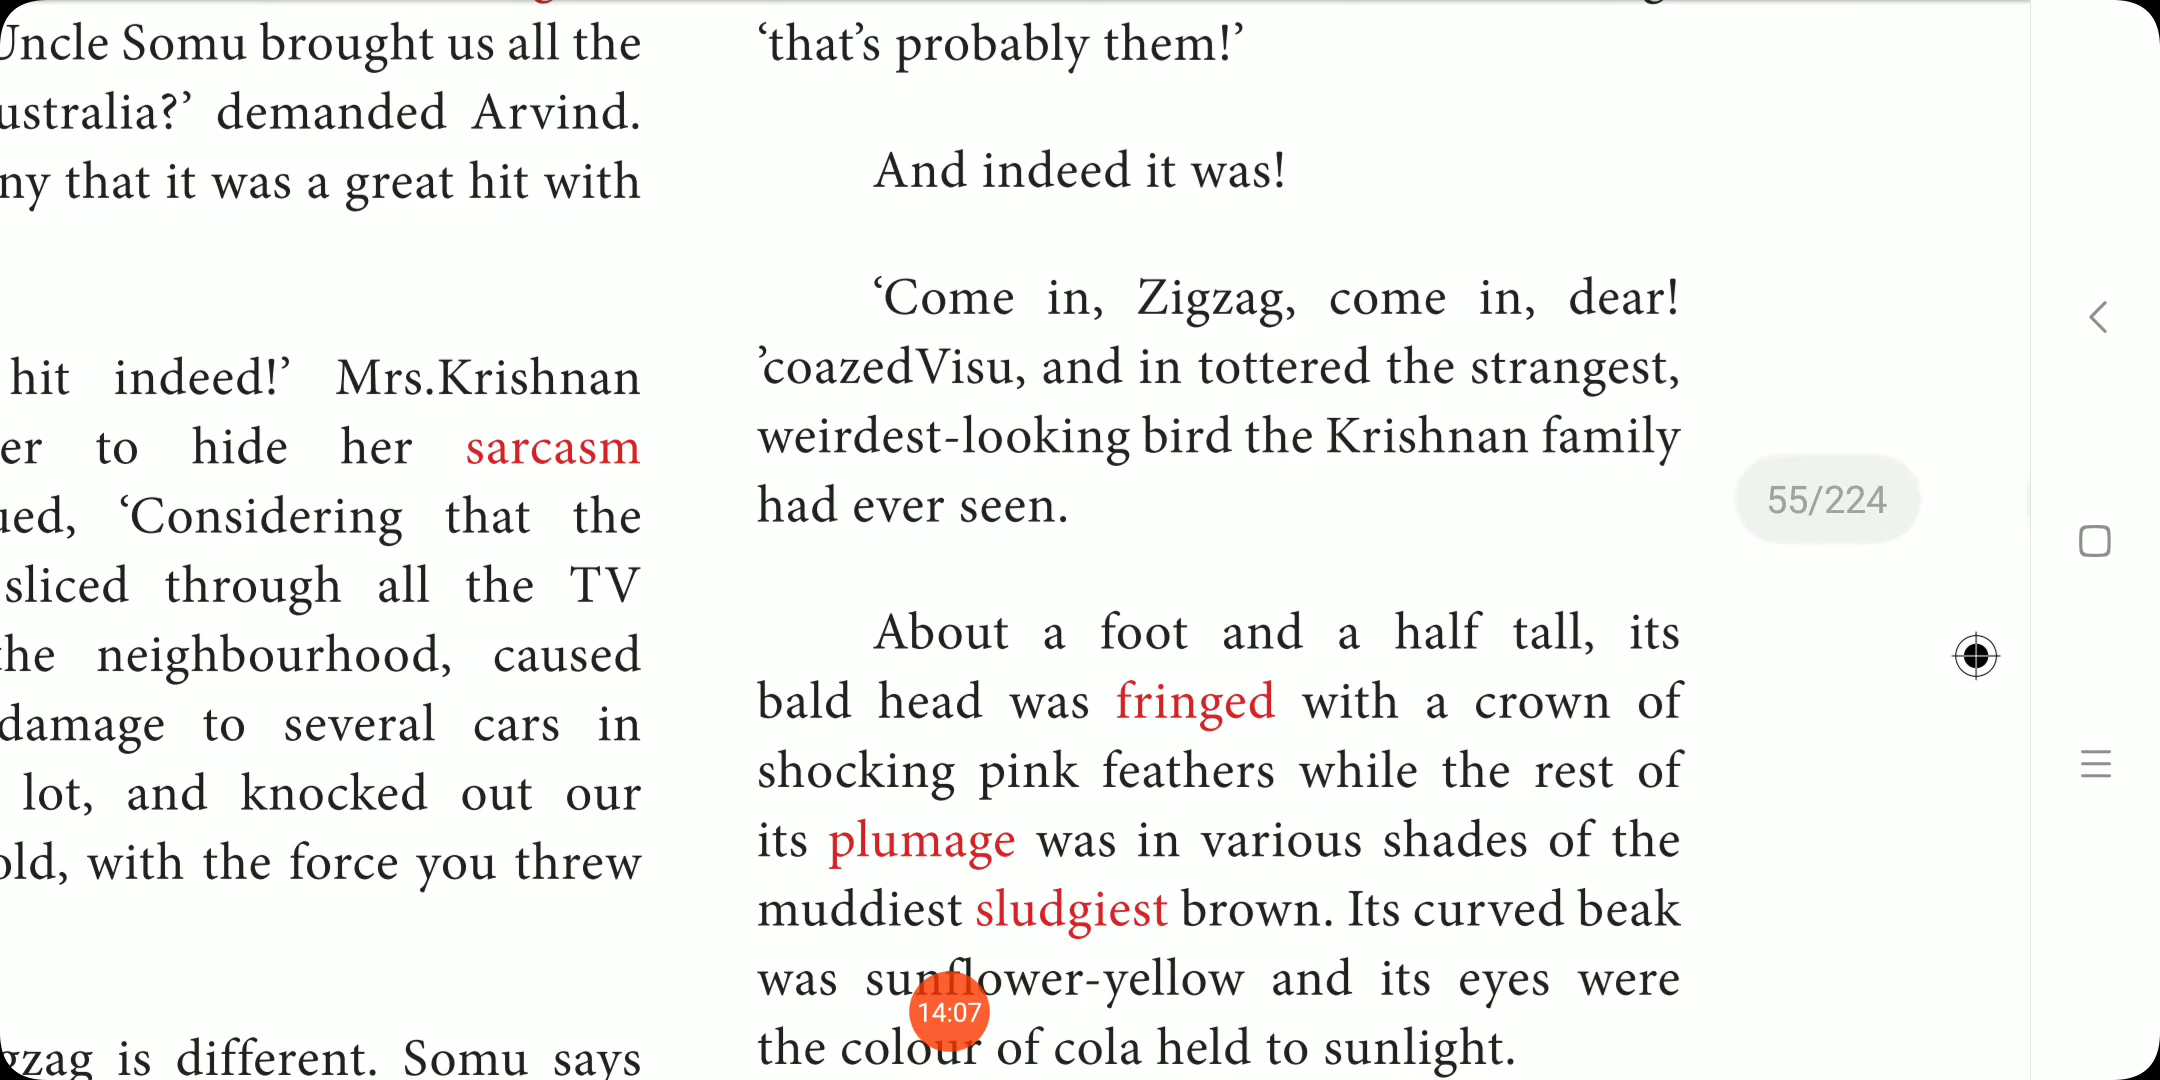 Uncle Somu brought us all the
ustralia?’ demanded Arvind.
ny that it was a great hit with
hit indeed!’ Mrs.Krishnan
er to hide her sarcasm
ued, ‘Considering that the
sliced through all the TV
the neighbourhood, caused
damage to several cars in
lot, and knocked out our
old, with the force you threw
gzag is different. Somu says
‘that’s probably them!’
And indeed it was!
‘Come in, Zigzag, come in, dear!
’coazedVisu, and in tottered the strangest,
weirdest-looking bird the Krishnan family
had ever seen.
About a foot and a half tall, its
bald head was fringed with a crown of
shocking pink feathers while the rest of
its plumage was in various shades of the
muddiest sludgiest brown. Its curved beak
was sunflower-yellow and its eyes were
the colour of cola held to sunlight.
55/224
14:07